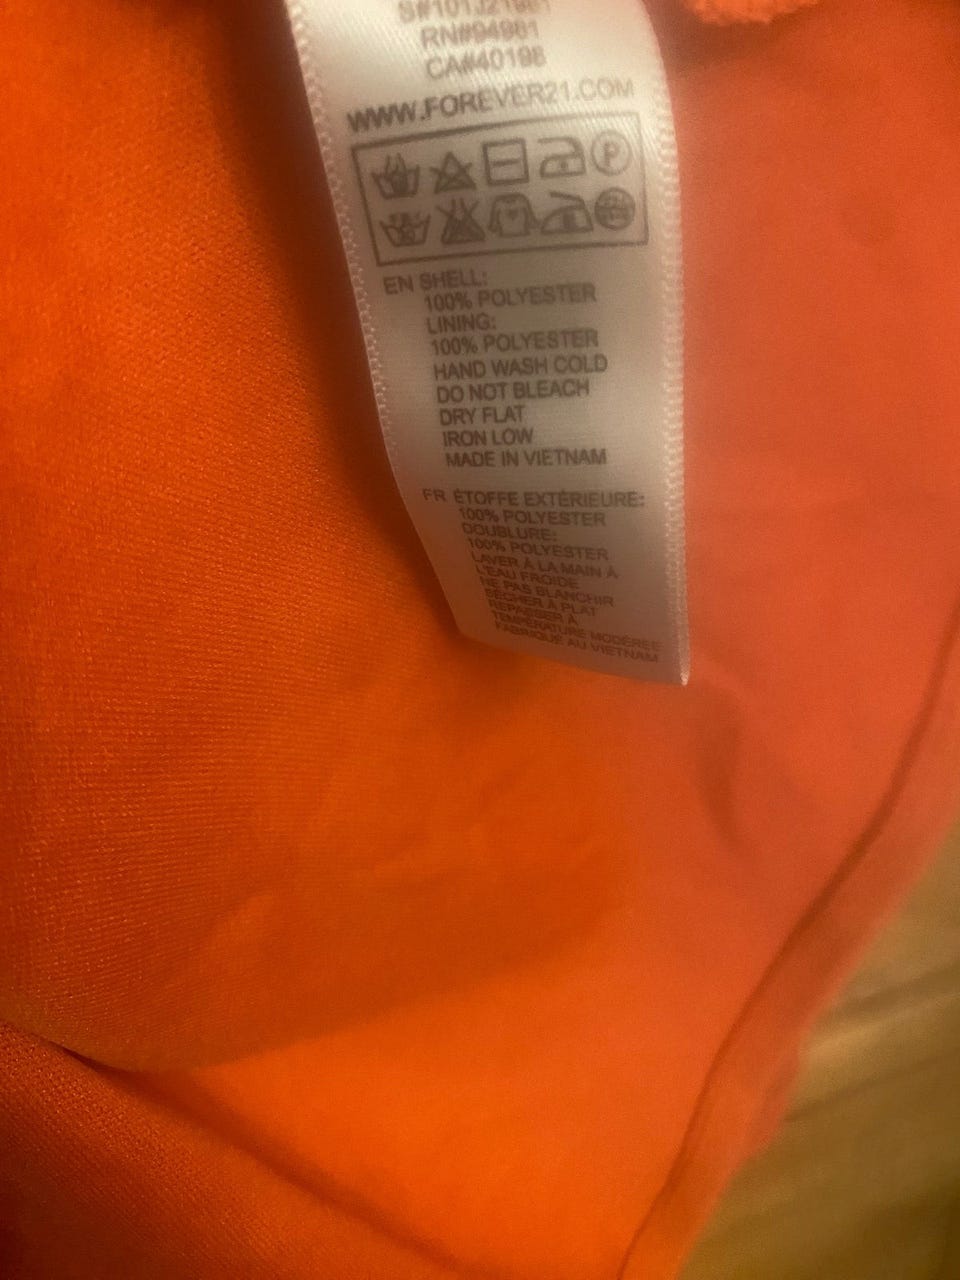 RN#94981
CA#40198
WWW.FOREVER21.COM
P
EN SHELL:
100% POLYESTER
LINING:
100% POLYESTER
HAND WASH COLD
DO NOT BLEACH
DRY FLAT
IRON LOW
MADE IN VIETNAM
FR ÉTOFFE EXTÉRIEURE:
100% POLYESTER
DOUBLURE:
100% POLYESTER
LAVER À LA MAIN À
L'EAU FROIDE
NE PAS BLANCHIR
SÉCHER À PLAT
REPASSER À
TEMPÉRATURE MODÉRÉE
FABRIQUÉ AU VIETNAM